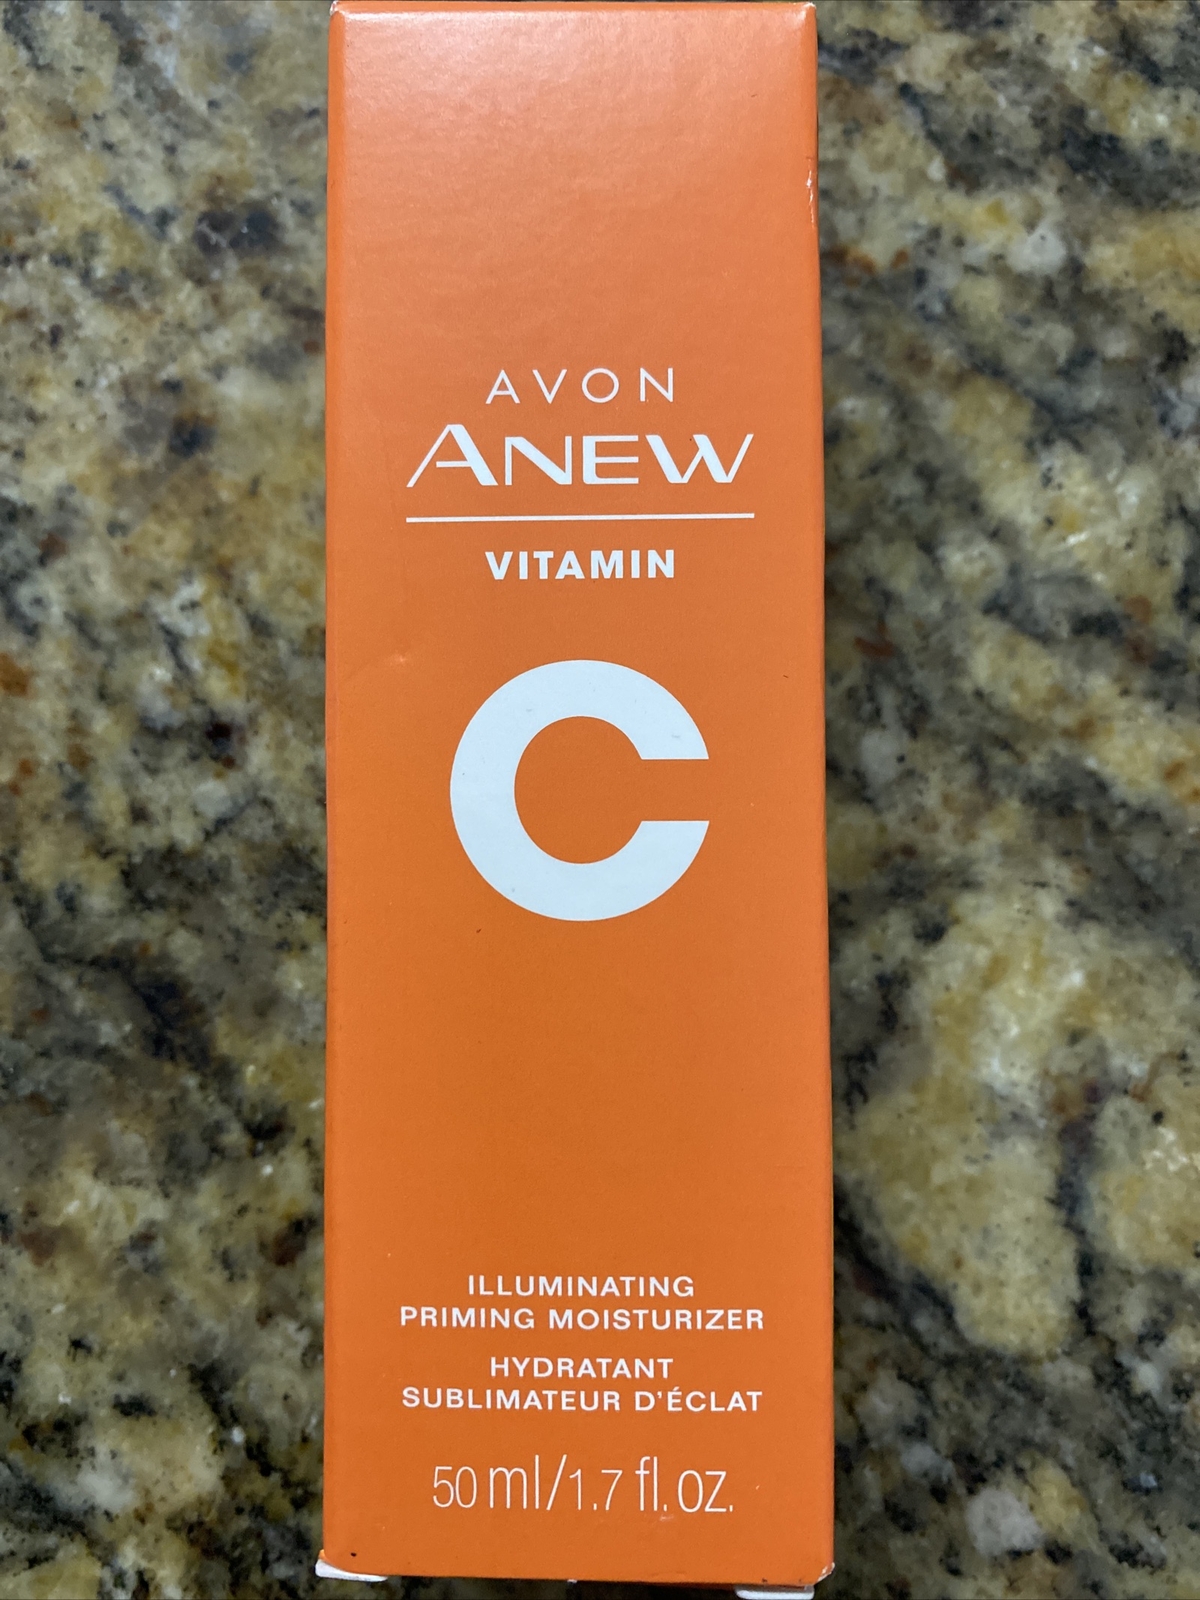 AVON
ANEW
VITAMIN
C
ILLUMINATING
PRIMING MOISTURIZER
HYDRATANT
SUBLIMATEUR D'ÉCLAT
50 ml/1.7 fl. oz.